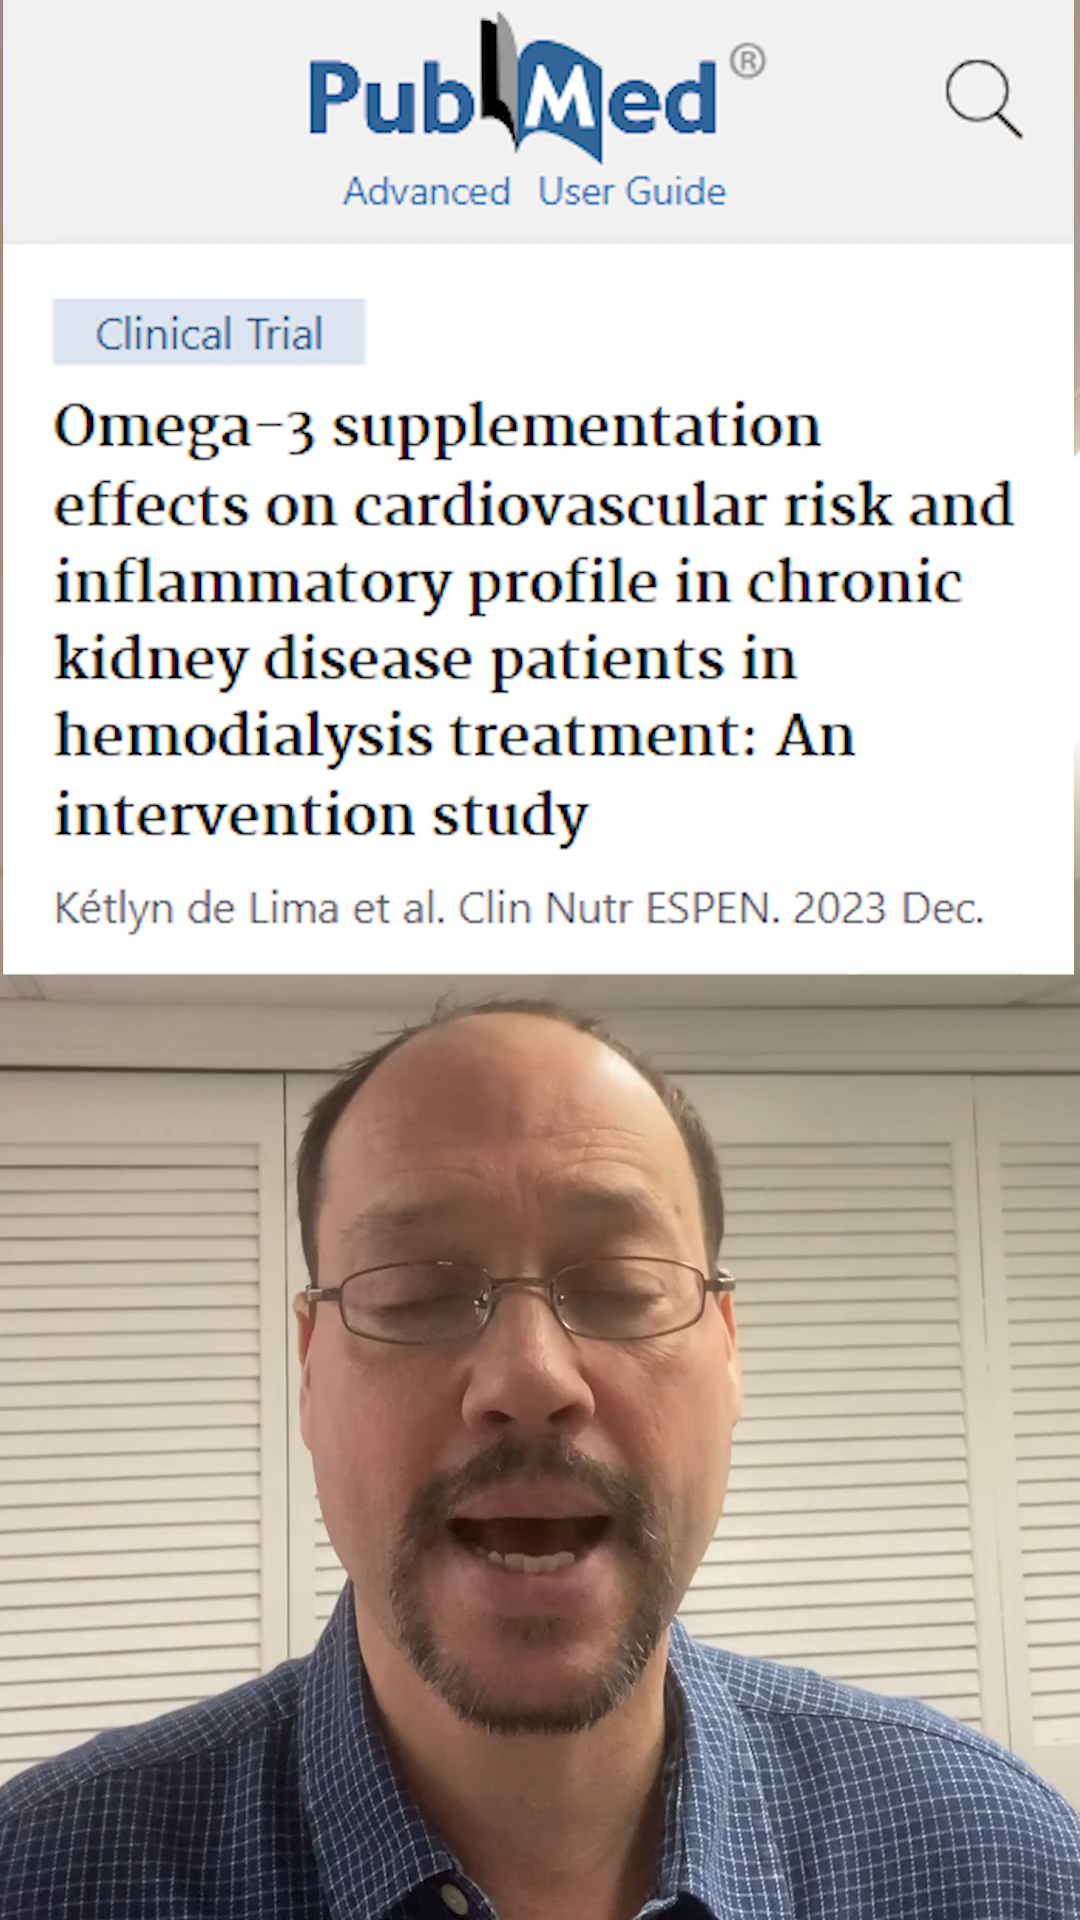 PubMed®
Advanced User Guide
Clinical Trial
Omega-3 supplementation
effects on cardiovascular risk and
inflammatory profile in chronic
kidney disease patients in
hemodialysis treatment: An
intervention study
Kétlyn de Lima et al. Clin Nutr ESPEN. 2023 Dec.